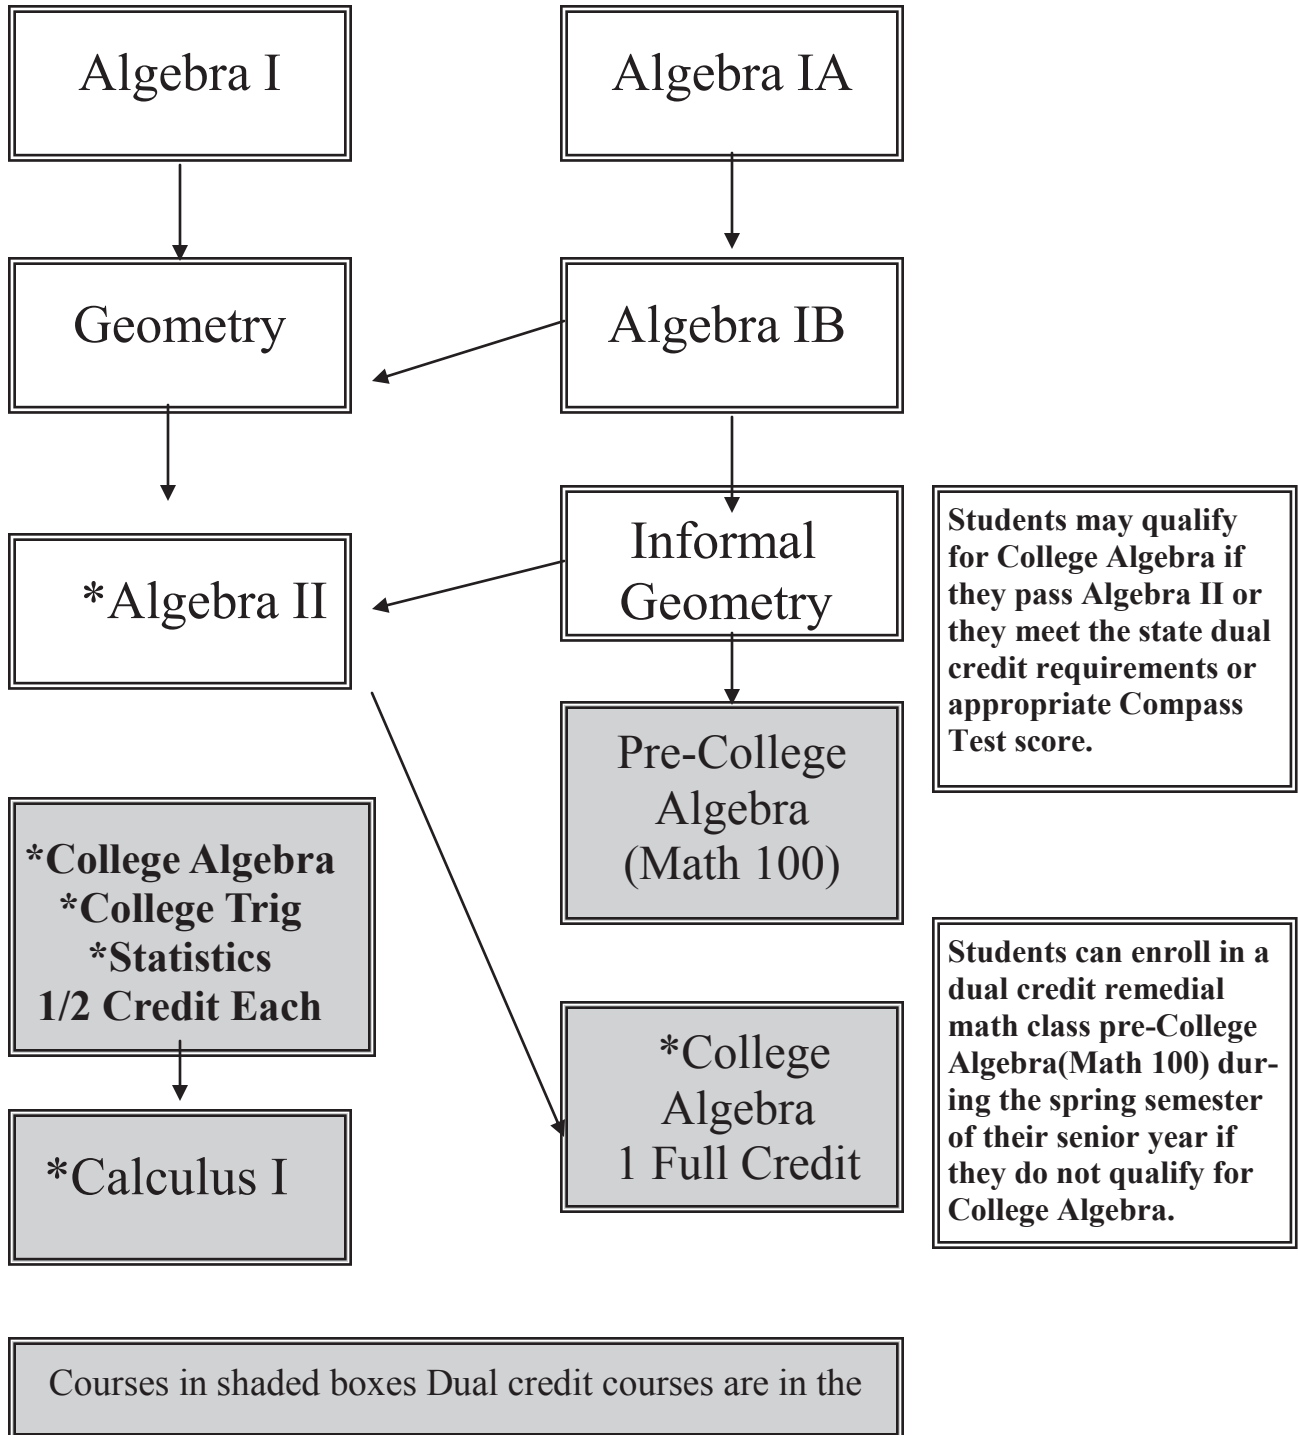 Algebra I
Algebra IA
Geometry
Algebra IB
*Algebra II
Informal
Geometry
Students may qualify
for College Algebra if
they pass Algebra II or
they meet the state dual
credit requirements or
appropriate Compass
Test score.
Pre-College
Algebra
(Math 100)
*College Algebra
*College Trig
*Statistics
1/2 Credit Each
*College
Algebra
1 Full Credit
Students can enroll in a
dual credit remedial
math class pre-College
Algebra(Math 100) dur-
ing the spring semester
of their senior year if
they do not qualify for
College Algebra.
*Calculus I
Courses in shaded boxes Dual credit courses are in the